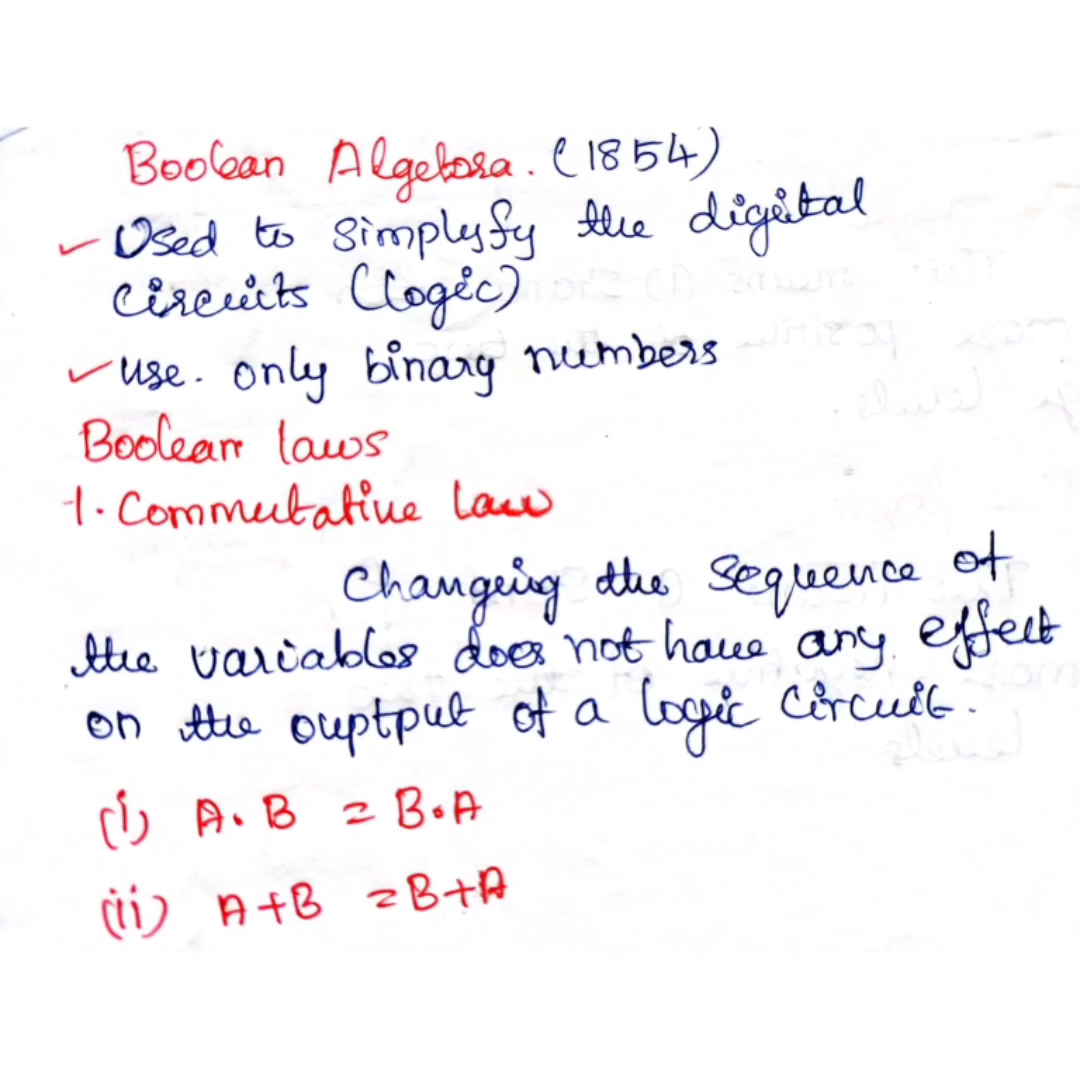 Boolean Algebra. (1854)
✓ Used to Simplyfy the digital
circuits (logic)
✓ use. only binary numbers
Boolean laws
1. Commutative law
Changeing the Sequence of
the variables does not have any effect
on the ouptput of a logic circuit.
(i) A. B = B.A
(ii) A+B = B+A